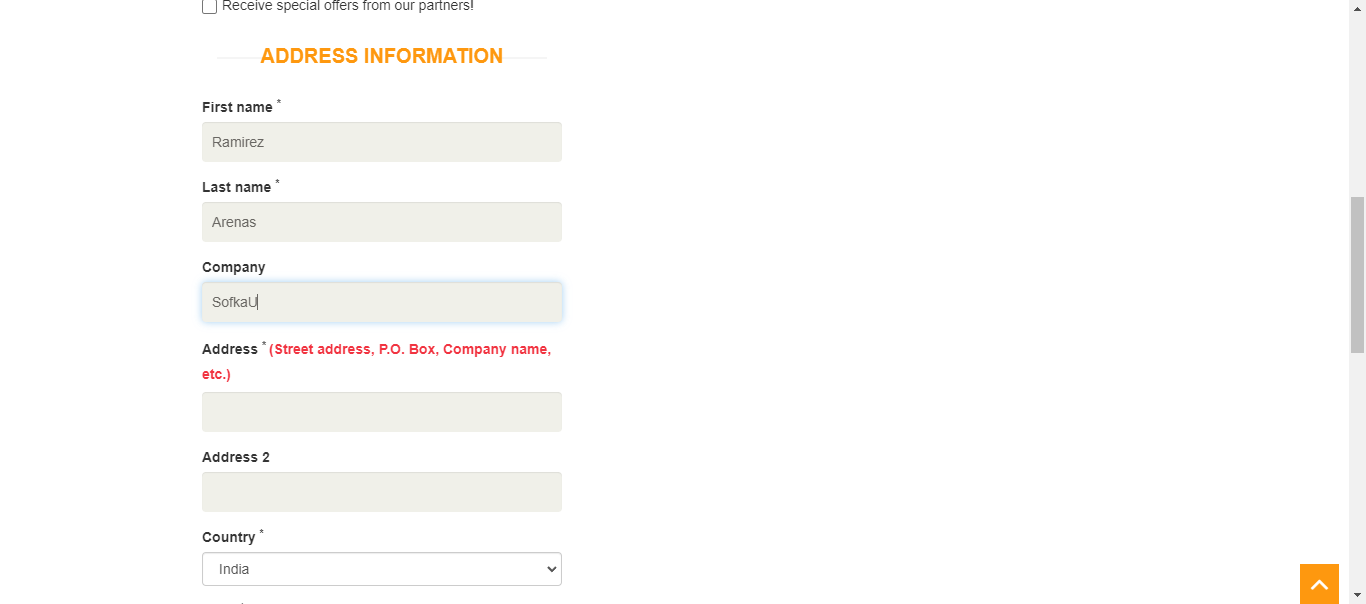 Receive special offers from our partners!
ADDRESS INFORMATION
First name *
Ramirez
Last name *
Arenas
Company
SofkaU
Address * (Street address, P.O. Box, Company name,
etc.)
Address 2
Country *
India